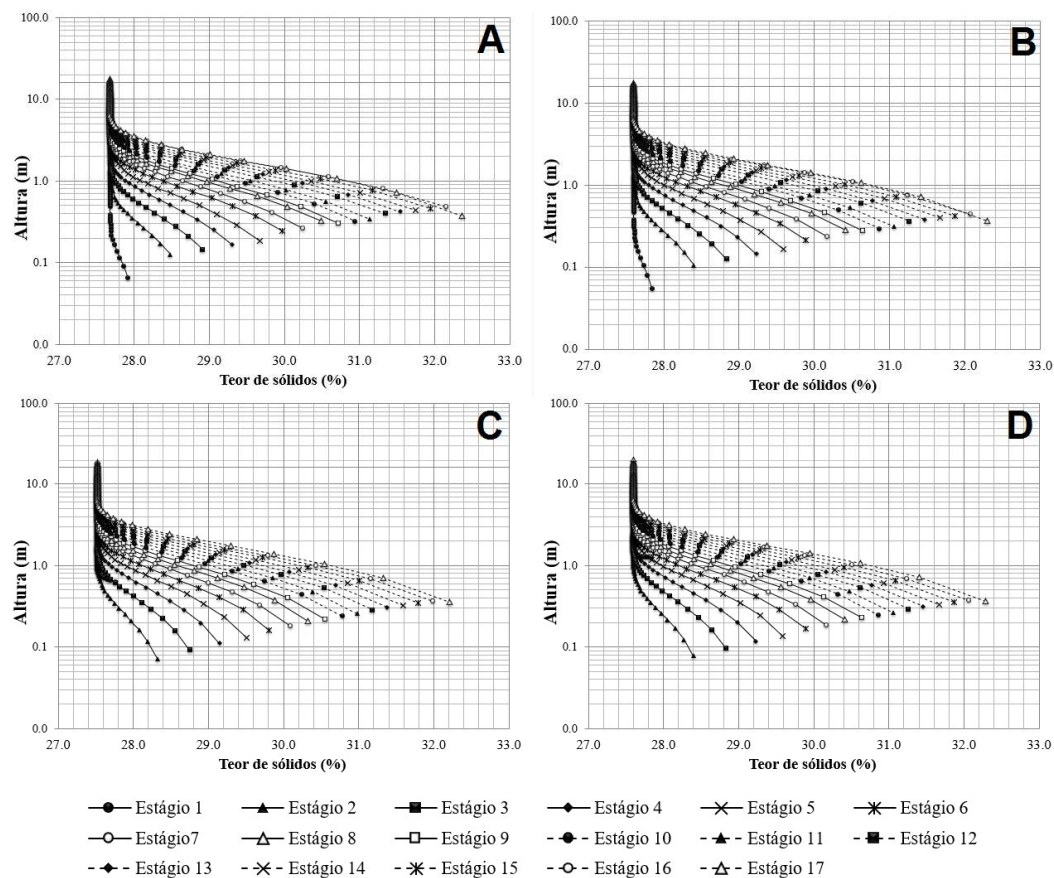 A
100.0
10.0
1.0
0.1
0.0
Altura (m)
27.0 28.0 29.0 30.0 31.0 32.0 33.0
Teor de sólidos (%)
B
100.0
10.0
1.0
0.1
0.0
Altura (m)
27.0 28.0 29.0 30.0 31.0 32.0 33.0
Teor de sólidos (%)
C
100.0
10.0
1.0
0.1
0.0
Altura (m)
27.0 28.0 29.0 30.0 31.0 32.0 33.0
Teor de sólidos (%)
D
100.0
10.0
1.0
0.1
0.0
Altura (m)
27.0 28.0 29.0 30.0 31.0 32.0 33.0
Teor de sólidos (%)
Estágio 1 Estágio 2 Estágio 3 Estágio 4 Estágio 5 Estágio 6
Estágio7 Estágio 8 Estágio 9 Estágio 10 Estágio 11 Estágio 12
Estágio 13 Estágio 14 Estágio 15 Estágio 16 Estágio 17